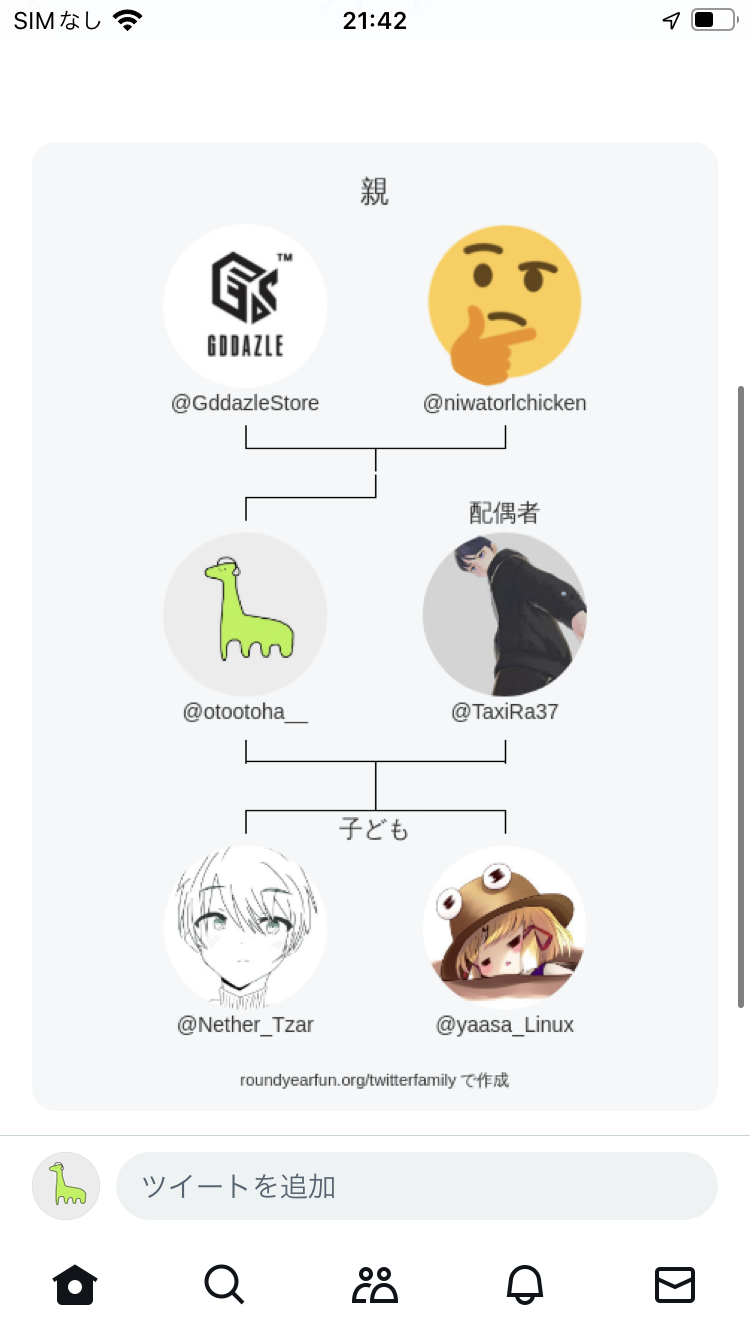 SIMなし 21:42
親
TM
GDDAZLE
@GddazleStore @niwatorlchicken
配偶者
@otootoha__ @TaxiRa37
子ども
@Nether_Tzar @yaasa_Linux
roundyearfun.org/twitterfamily で作成
ツイートを追加